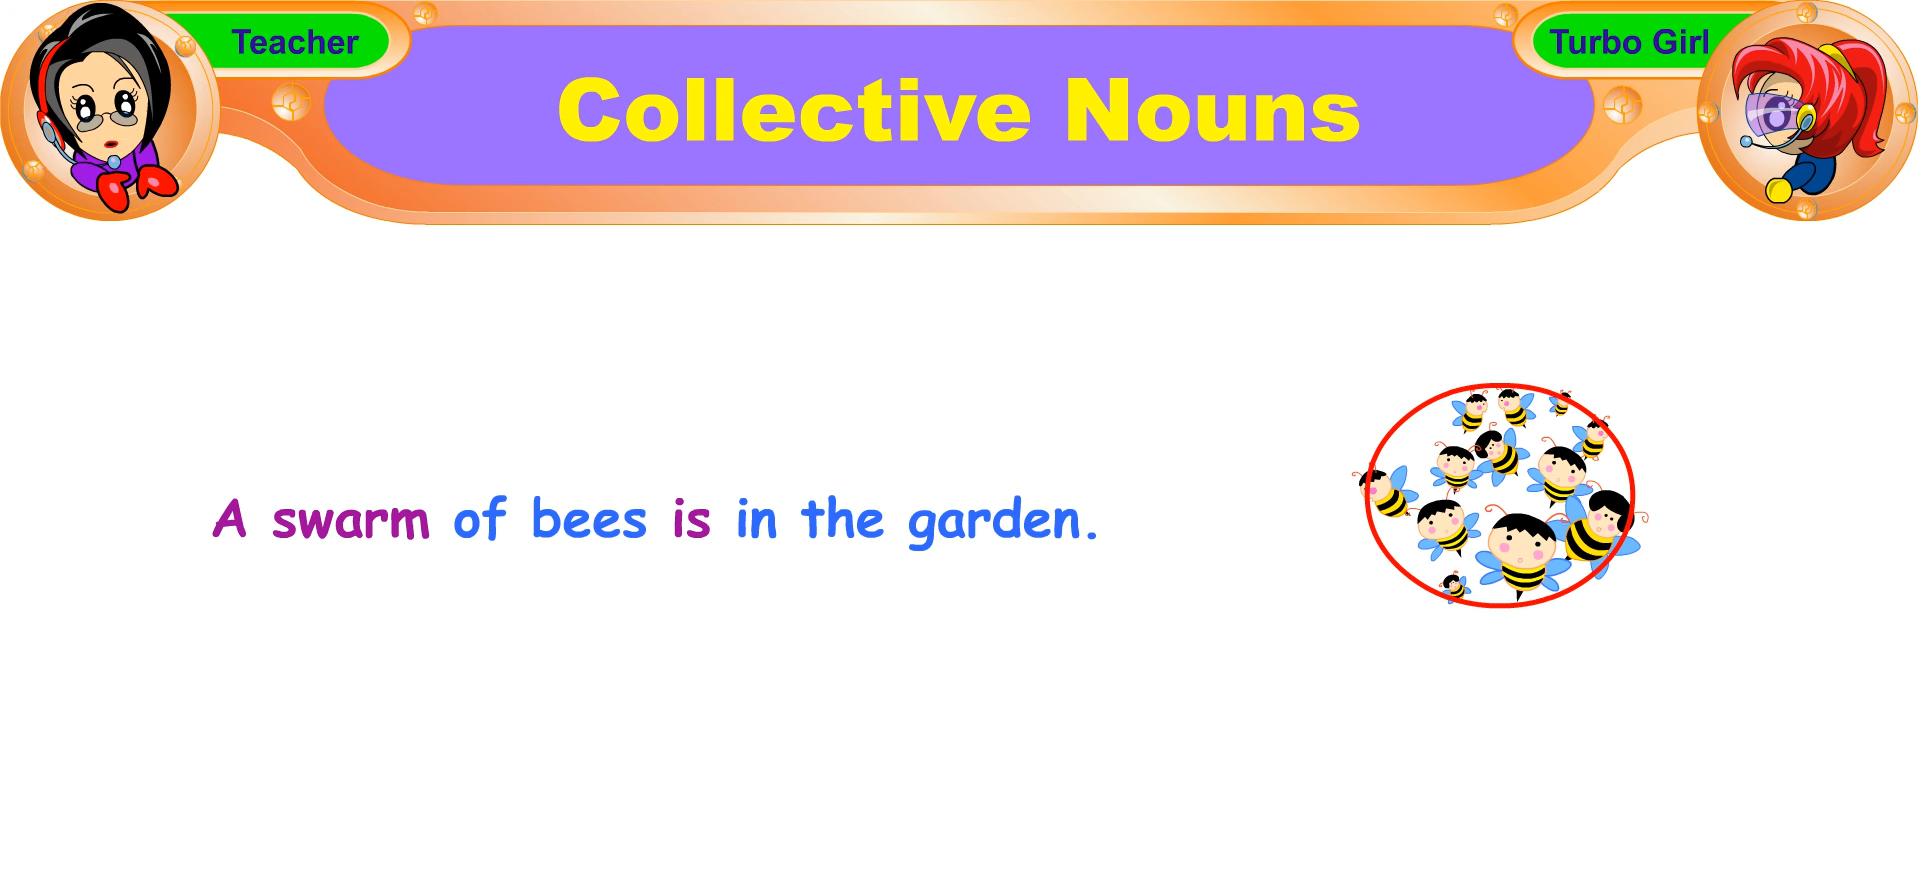 Teacher
Turbo Girl
Collective Nouns
A swarm of bees is in the garden.